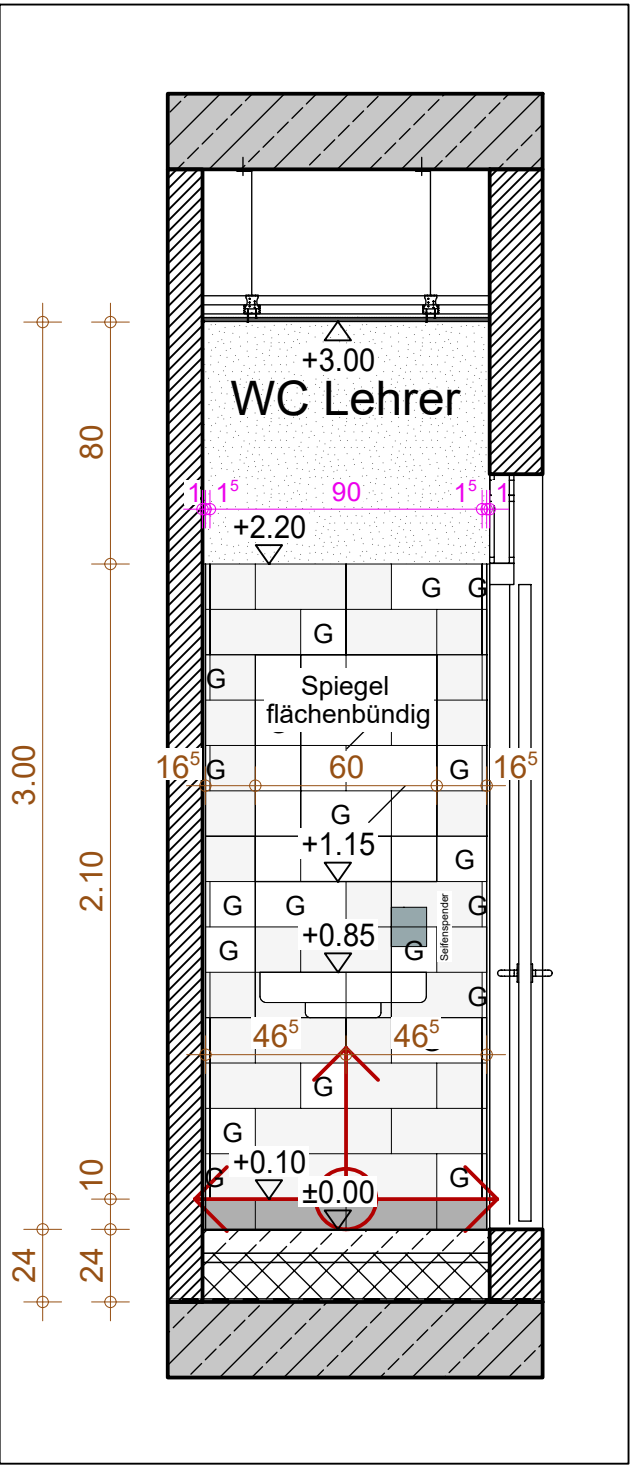 +3.00
WC Lehrer
80
1 1⁵ 90 1⁵ 1
+2.20
G G
G
G
Spiegel
flächenbündig
3.00
16⁵ G 60 G 16⁵
G
+1.15
G
2.10
G G G
Seifenspender
+0.85
G G
G
46⁵ 46⁵
G
G
10
G +0.10 G
±0.00
24 24